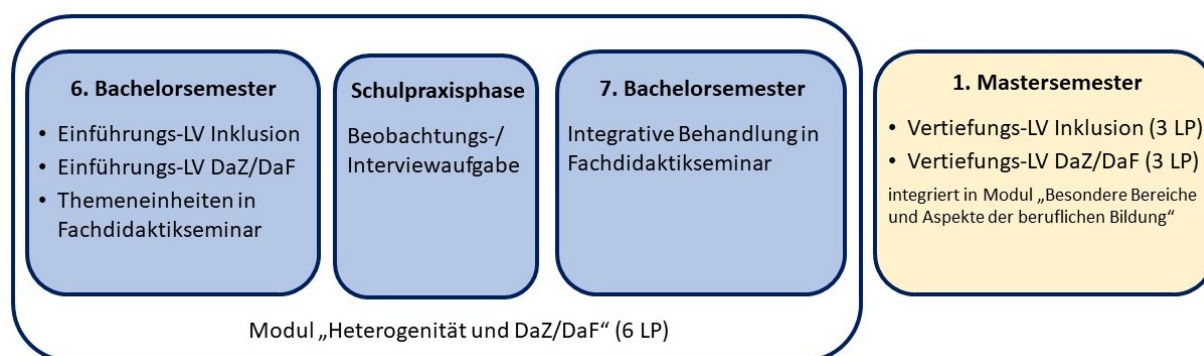 6. Bachelorsemester
• Einführungs-LV Inklusion
• Einführungs-LV DaZ/DaF
• Themeneinheiten in
Fachdidaktikseminar
Schulpraxisphase
Beobachtungs-/
Interviewaufgabe
7. Bachelorsemester
Integrative Behandlung in
Fachdidaktikseminar
Modul „Heterogenität und DaZ/DaF“ (6 LP)
1. Mastersemester
• Vertiefungs-LV Inklusion (3 LP)
• Vertiefungs-LV DaZ/DaF (3 LP)
integriert in Modul „Besondere Bereiche
und Aspekte der beruflichen Bildung“